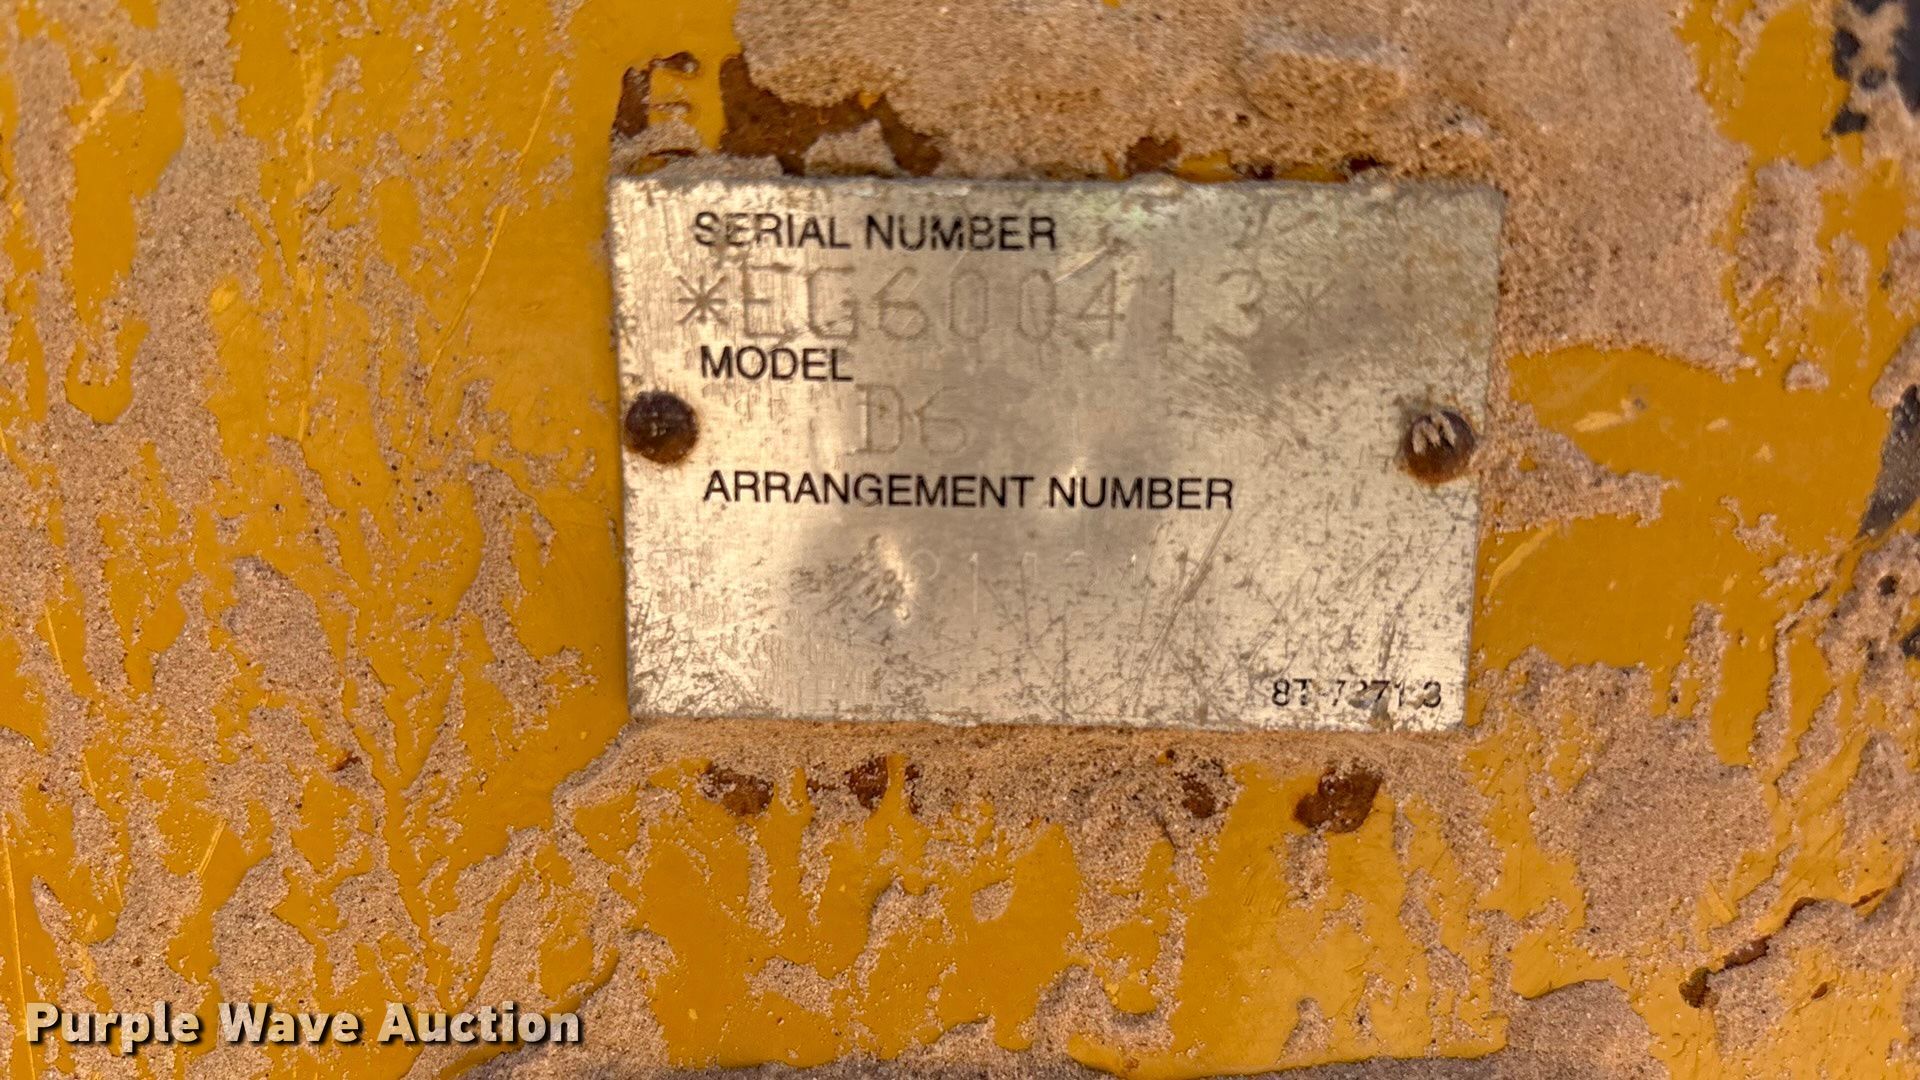 SERIAL NUMBER
*EG600413*
MODEL
D6
ARRANGEMENT NUMBER
8T-7271 3
Purple Wave Auction